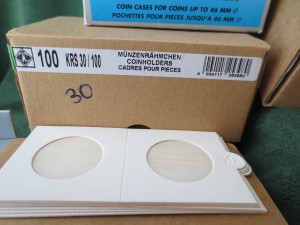 COIN CASES FOR COINS UP TO 46 MM Ø
POCHETTES POUR PIECES JUSQU'A 46 MM Ø
100 KRS 30 / 100
MÜNZENRÄHMCHEN
COINHOLDERS
CADRES POUR PIECES
30